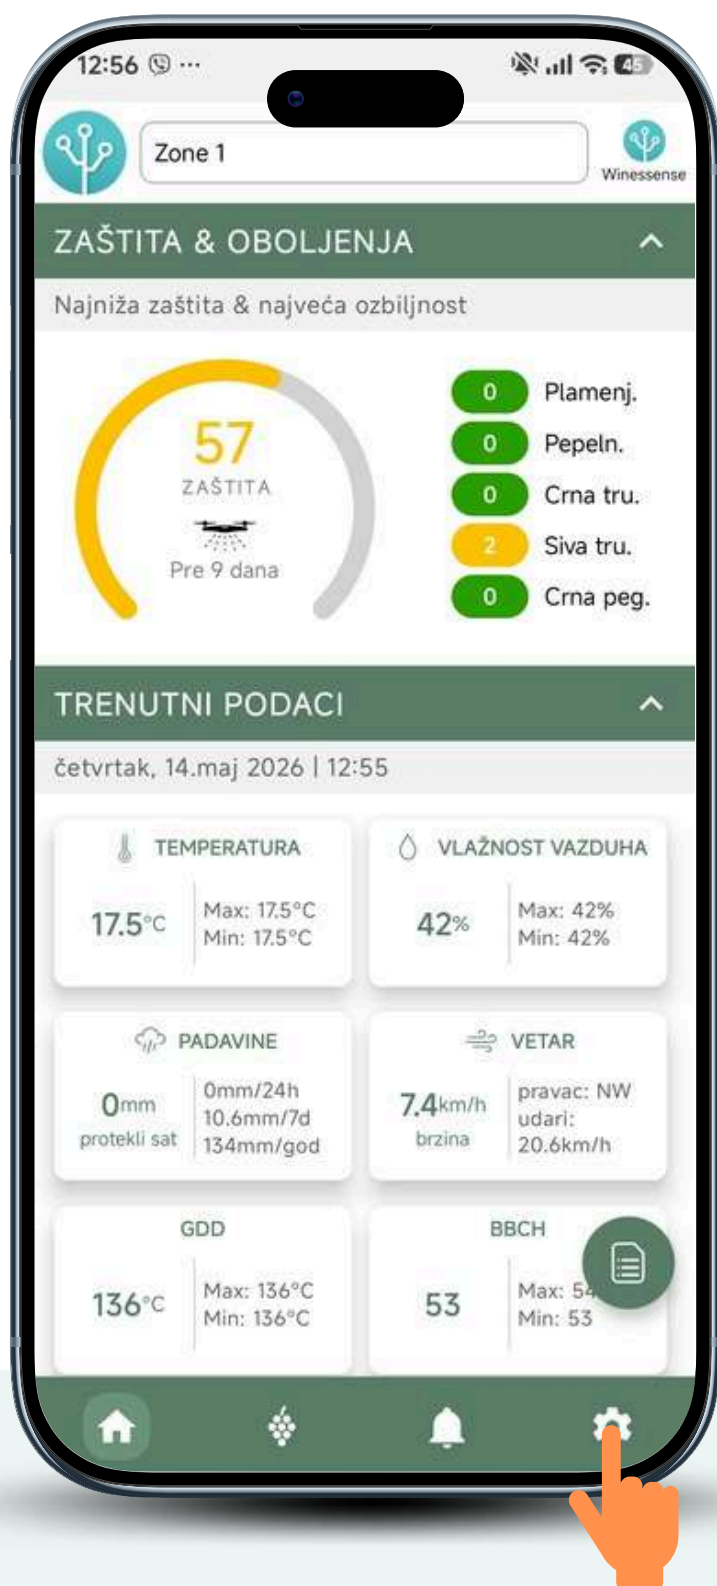 12:56 ···
45
Zone 1
Winessense
ZAŠTITA & OBOLJENJA
Najniža zaštita & najveća ozbiljnost
57
ZAŠTITA
Pre 9 dana
0 Plamenj.
0 Pepeln.
0 Crna tru.
2 Siva tru.
0 Crna peg.
TRENUTNI PODACI
četvrtak, 14.maj 2026 | 12:55
TEMPERATURA
17.5°C
Max: 17.5°C
Min: 17.5°C
VLAŽNOST VAZDUHA
42%
Max: 42%
Min: 42%
PADAVINE
0mm
protekli sat
0mm/24h
10.6mm/7d
134mm/god
VETAR
7.4km/h
brzina
pravac: NW
udari:
20.6km/h
GDD
136°C
Max: 136°C
Min: 136°C
BBCH
53
Max: 54
Min: 53